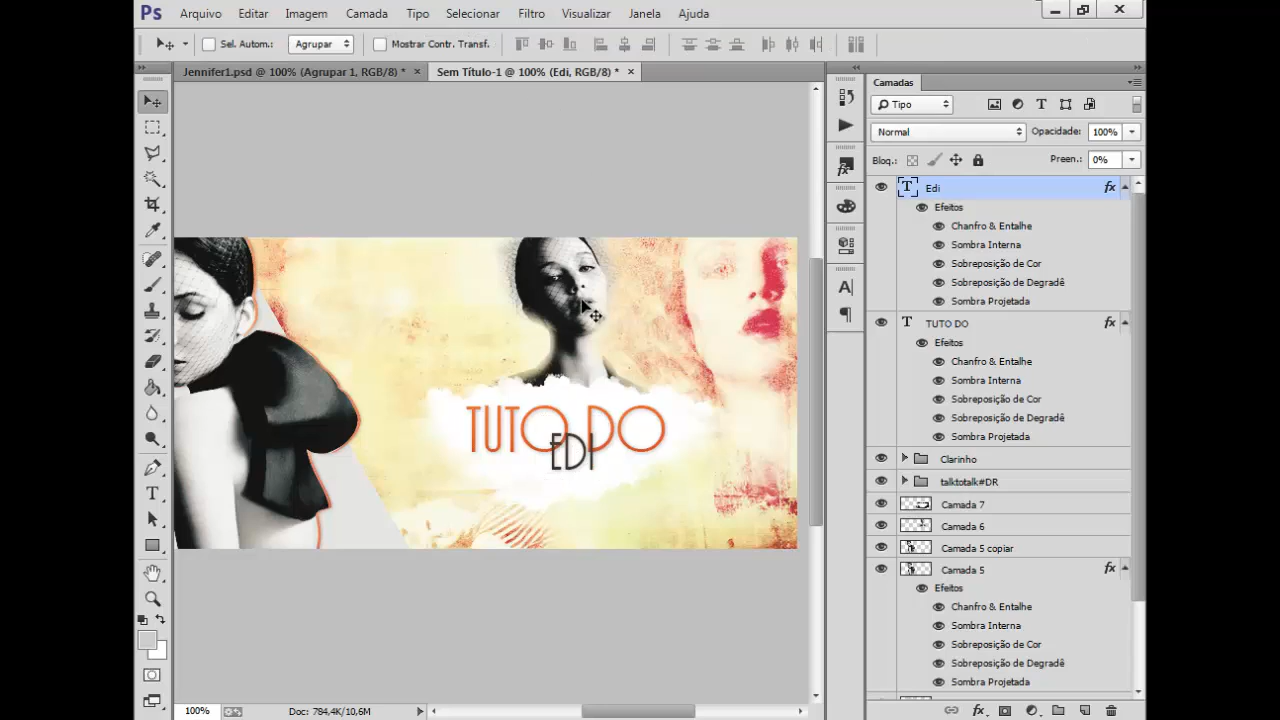 Ps Arquivo Editar Imagem Camada Tipo Selecionar Filtro Visualizar Janela Ajuda
Sel. Autom.: Agrupar Mostrar Contr. Transf.
Jennifer1.psd @ 100% (Agrupar 1, RGB/8) * × Sem Título-1 @ 100% (Edi, RGB/8) * ×
Camadas
Tipo
Normal Opacidade: 100%
Bloq.: Preen.: 0%
T Edi fx
Efeitos
Chanfro & Entalhe
Sombra Interna
Sobreposição de Cor
Sobreposição de Degradê
Sombra Projetada
T TUTO DO fx
Efeitos
Chanfro & Entalhe
Sombra Interna
Sobreposição de Cor
Sobreposição de Degradê
Sombra Projetada
Clarinho
talktotalk#DR
Camada 7
Camada 6
Camada 5 copiar
Camada 5 fx
Efeitos
Chanfro & Entalhe
Sombra Interna
Sobreposição de Cor
Sobreposição de Degradê
Sombra Projetada
TUTO DO
EDI
100% Doc: 784,4K/10,6M